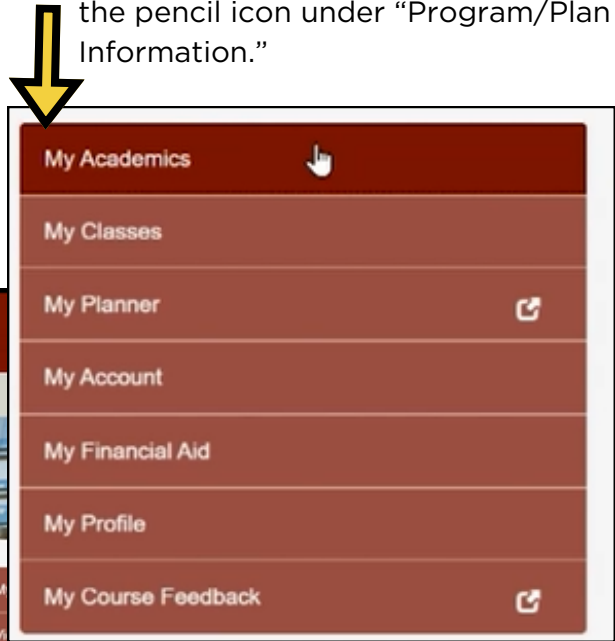 the pencil icon under “Program/Plan
Information.”
My Academics
My Classes
My Planner
My Account
My Financial Aid
My Profile
My Course Feedback